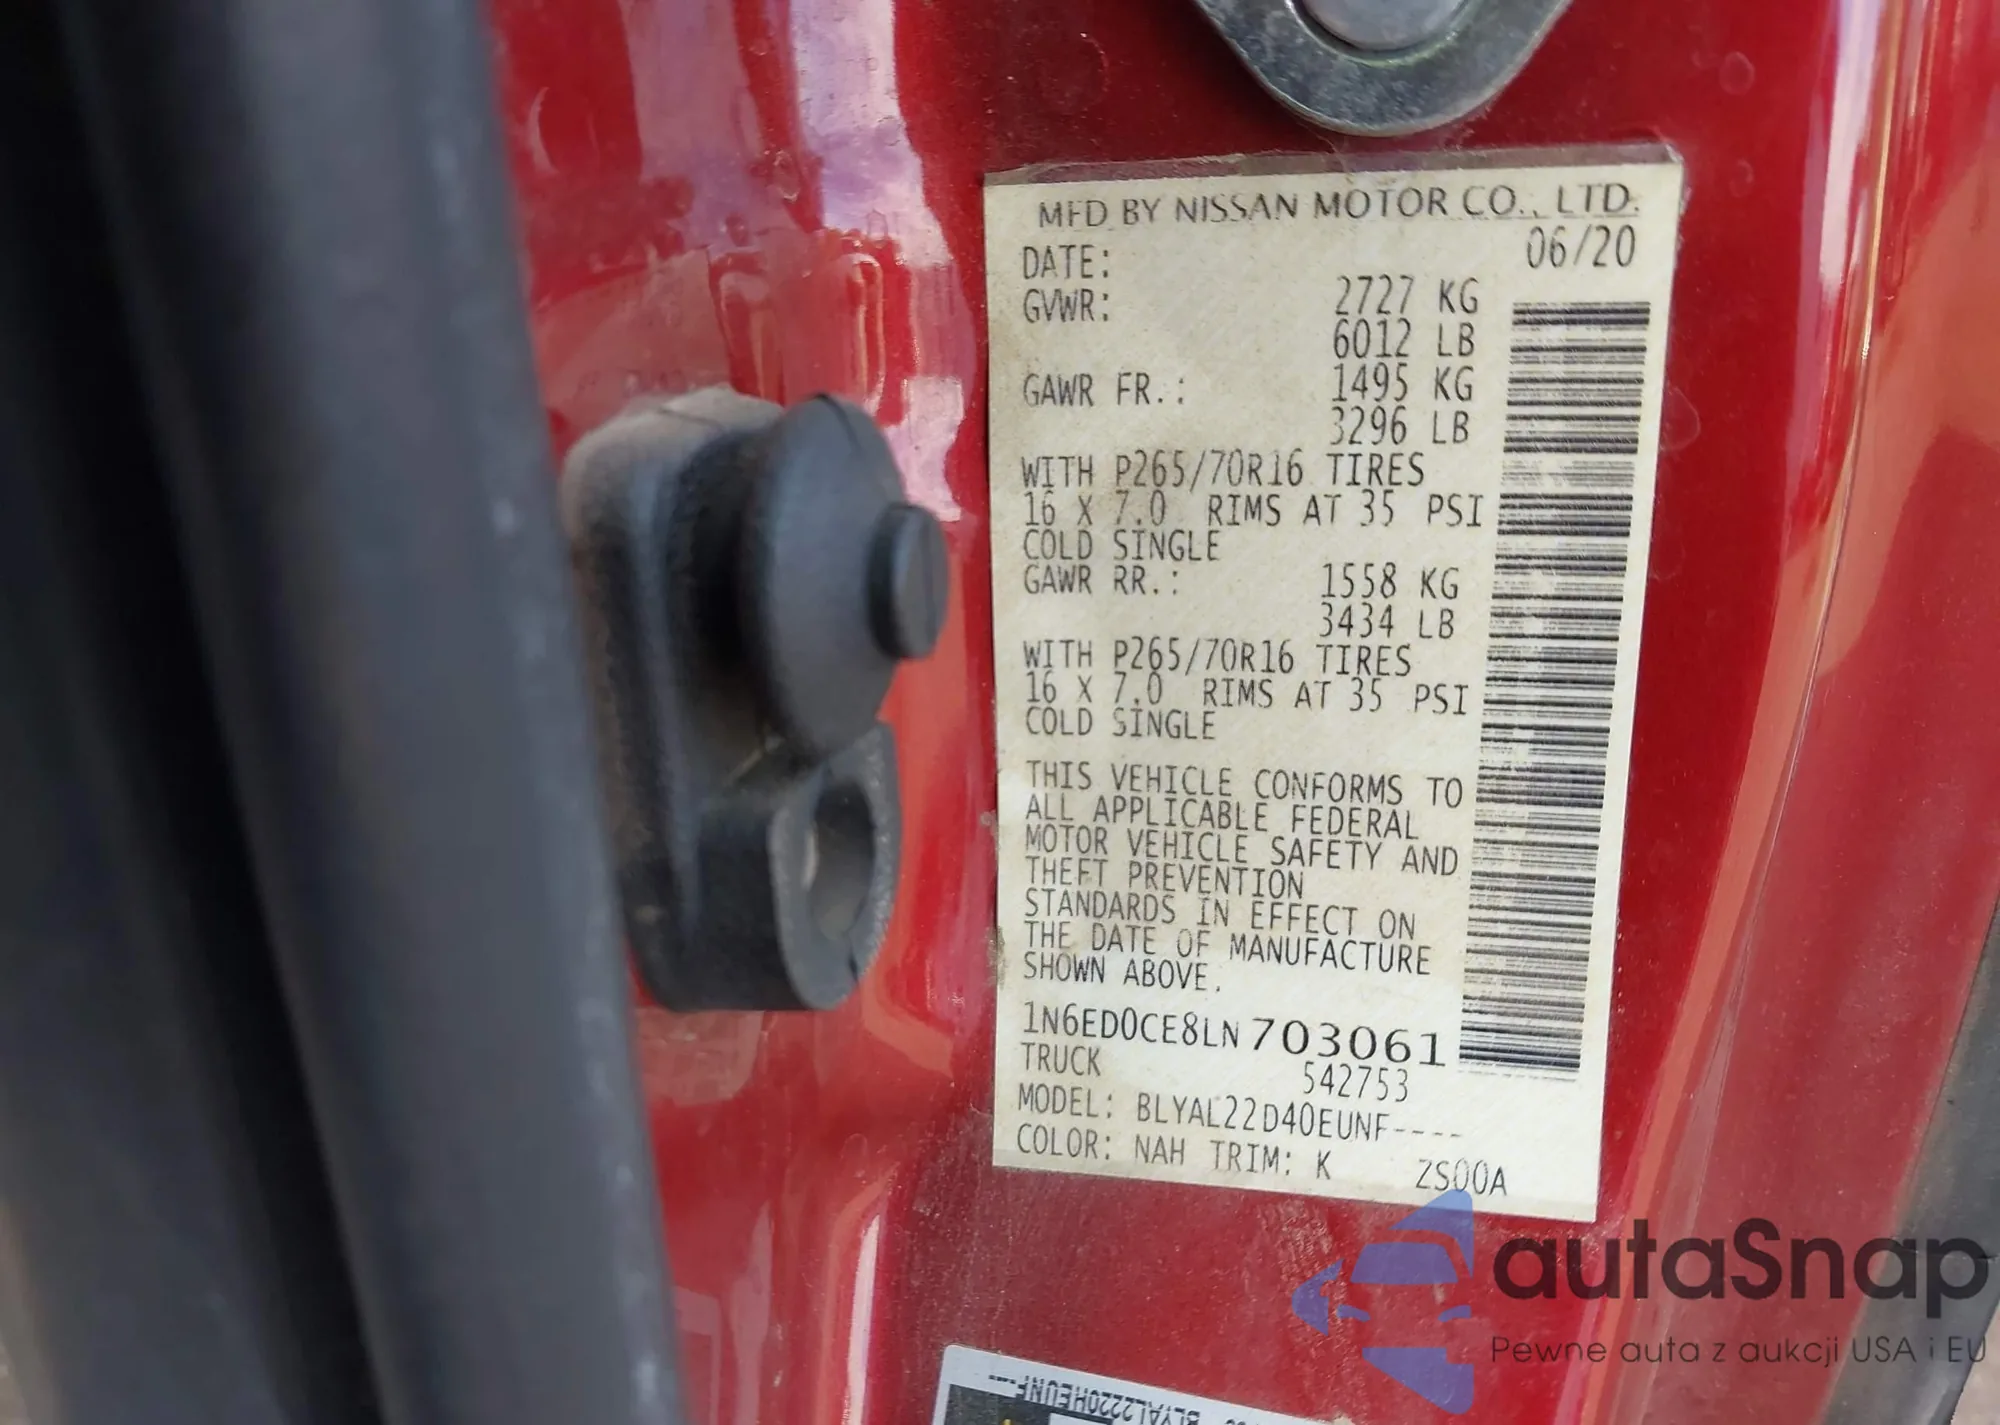 MFD BY NISSAN MOTOR CO., LTD.
DATE: 06/20
GVWR: 2727 KG
6012 LB
GAWR FR.: 1495 KG
3296 LB
WITH P265/70R16 TIRES
16 X 7.0 RIMS AT 35 PSI
COLD SINGLE
GAWR RR.: 1558 KG
3434 LB
WITH P265/70R16 TIRES
16 X 7.0 RIMS AT 35 PSI
COLD SINGLE
THIS VEHICLE CONFORMS TO
ALL APPLICABLE FEDERAL
MOTOR VEHICLE SAFETY AND
THEFT PREVENTION
STANDARDS IN EFFECT ON
THE DATE OF MANUFACTURE
SHOWN ABOVE.
1N6ED0CE8LN703061
TRUCK 542753
MODEL: BLYAL22D40EUNF----
COLOR: NAH TRIM: K ZS00A
autaSnap
Pewne auta z aukcji USA i EU